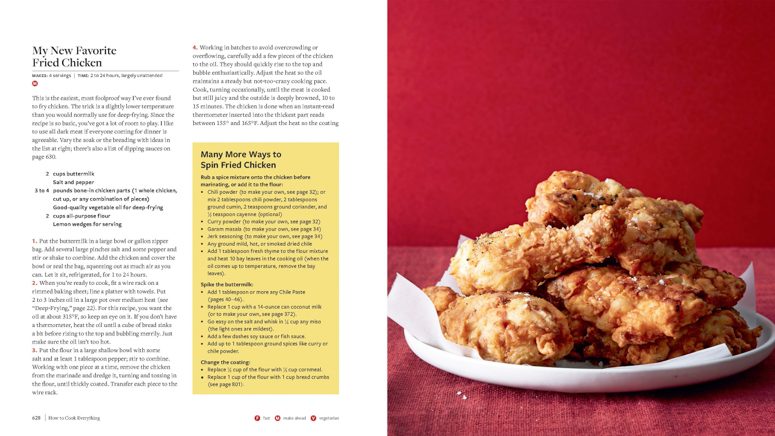 My New Favorite
Fried Chicken
MAKES: 4 servings | TIME: 2 to 24 hours, largely unattended
M
This is the easiest, most foolproof way I've ever found
to fry chicken. The trick is a slightly lower temperature
than you would normally use for deep-frying. Since the
recipe is so basic, you've got a lot of room to play. I like
to use all dark meat if everyone coming for dinner is
agreeable. Vary the soak or the breading with ideas in
the list at right; there's also a list of dipping sauces on
page 630.
2 cups buttermilk
Salt and pepper
3 to 4 pounds bone-in chicken parts (1 whole chicken,
cut up, or any combination of pieces)
Good-quality vegetable oil for deep-frying
2 cups all-purpose flour
Lemon wedges for serving
1. Put the buttermilk in a large bowl or gallon zipper
bag. Add several large pinches salt and some pepper and
stir or shake to combine. Add the chicken and cover the
bowl or seal the bag, squeezing out as much air as you
can. Let it sit, refrigerated, for 1 to 24 hours.
2. When you're ready to cook, fit a wire rack on a
rimmed baking sheet; line a platter with towels. Put
2 to 3 inches oil in a large pot over medium heat (see
"Deep-Frying," page 22). For this recipe, you want the
oil at about 315°F, so keep an eye on it. If you don't have
a thermometer, heat the oil until a cube of bread sinks
a bit before rising to the top and bubbling merrily. Just
make sure the oil isn't too hot.
3. Put the flour in a large shallow bowl with some
salt and at least 1 tablespoon pepper; stir to combine.
Working with one piece at a time, remove the chicken
from the marinade and dredge it, turning and tossing in
the flour, until thickly coated. Transfer each piece to the
wire rack.
4. Working in batches to avoid overcrowding or
overflowing, carefully add a few pieces of the chicken
to the oil. They should quickly rise to the top and
bubble enthusiastically. Adjust the heat so the oil
maintains a steady but not-too-crazy cooking pace.
Cook, turning occasionally, until the meat is cooked
but still juicy and the outside is deeply browned, 10 to
15 minutes. The chicken is done when an instant-read
thermometer inserted into the thickest part reads
between 155° and 165°F. Adjust the heat so the coating
Many More Ways to
Spin Fried Chicken
Rub a spice mixture onto the chicken before
marinating, or add it to the flour:
• Chili powder (to make your own, see page 32); or
mix 2 tablespoons chili powder, 2 tablespoons
ground cumin, 2 teaspoons ground coriander, and
½ teaspoon cayenne (optional)
• Curry powder (to make your own, see page 32)
• Garam masala (to make your own, see page 34)
• Jerk seasoning (to make your own, see page 34)
• Any ground mild, hot, or smoked dried chile
• Add 1 tablespoon fresh thyme to the flour mixture
and heat 10 bay leaves in the cooking oil (when the
oil comes up to temperature, remove the bay
leaves).
Spike the buttermilk:
• Add 1 tablespoon or more any Chile Paste
(pages 40–46).
• Replace 1 cup with a 14-ounce can coconut milk
(or to make your own, see page 372).
• Go easy on the salt and whisk in ¼ cup any miso
(the light ones are mildest).
• Add a few dashes soy sauce or fish sauce.
• Add up to 1 tablespoon ground spices like curry or
chile powder.
Change the coating:
• Replace ½ cup of the flour with ½ cup cornmeal.
• Replace 1 cup of the flour with 1 cup bread crumbs
(see page 801).
628 | How to Cook Everything
F fast M make ahead V vegetarian